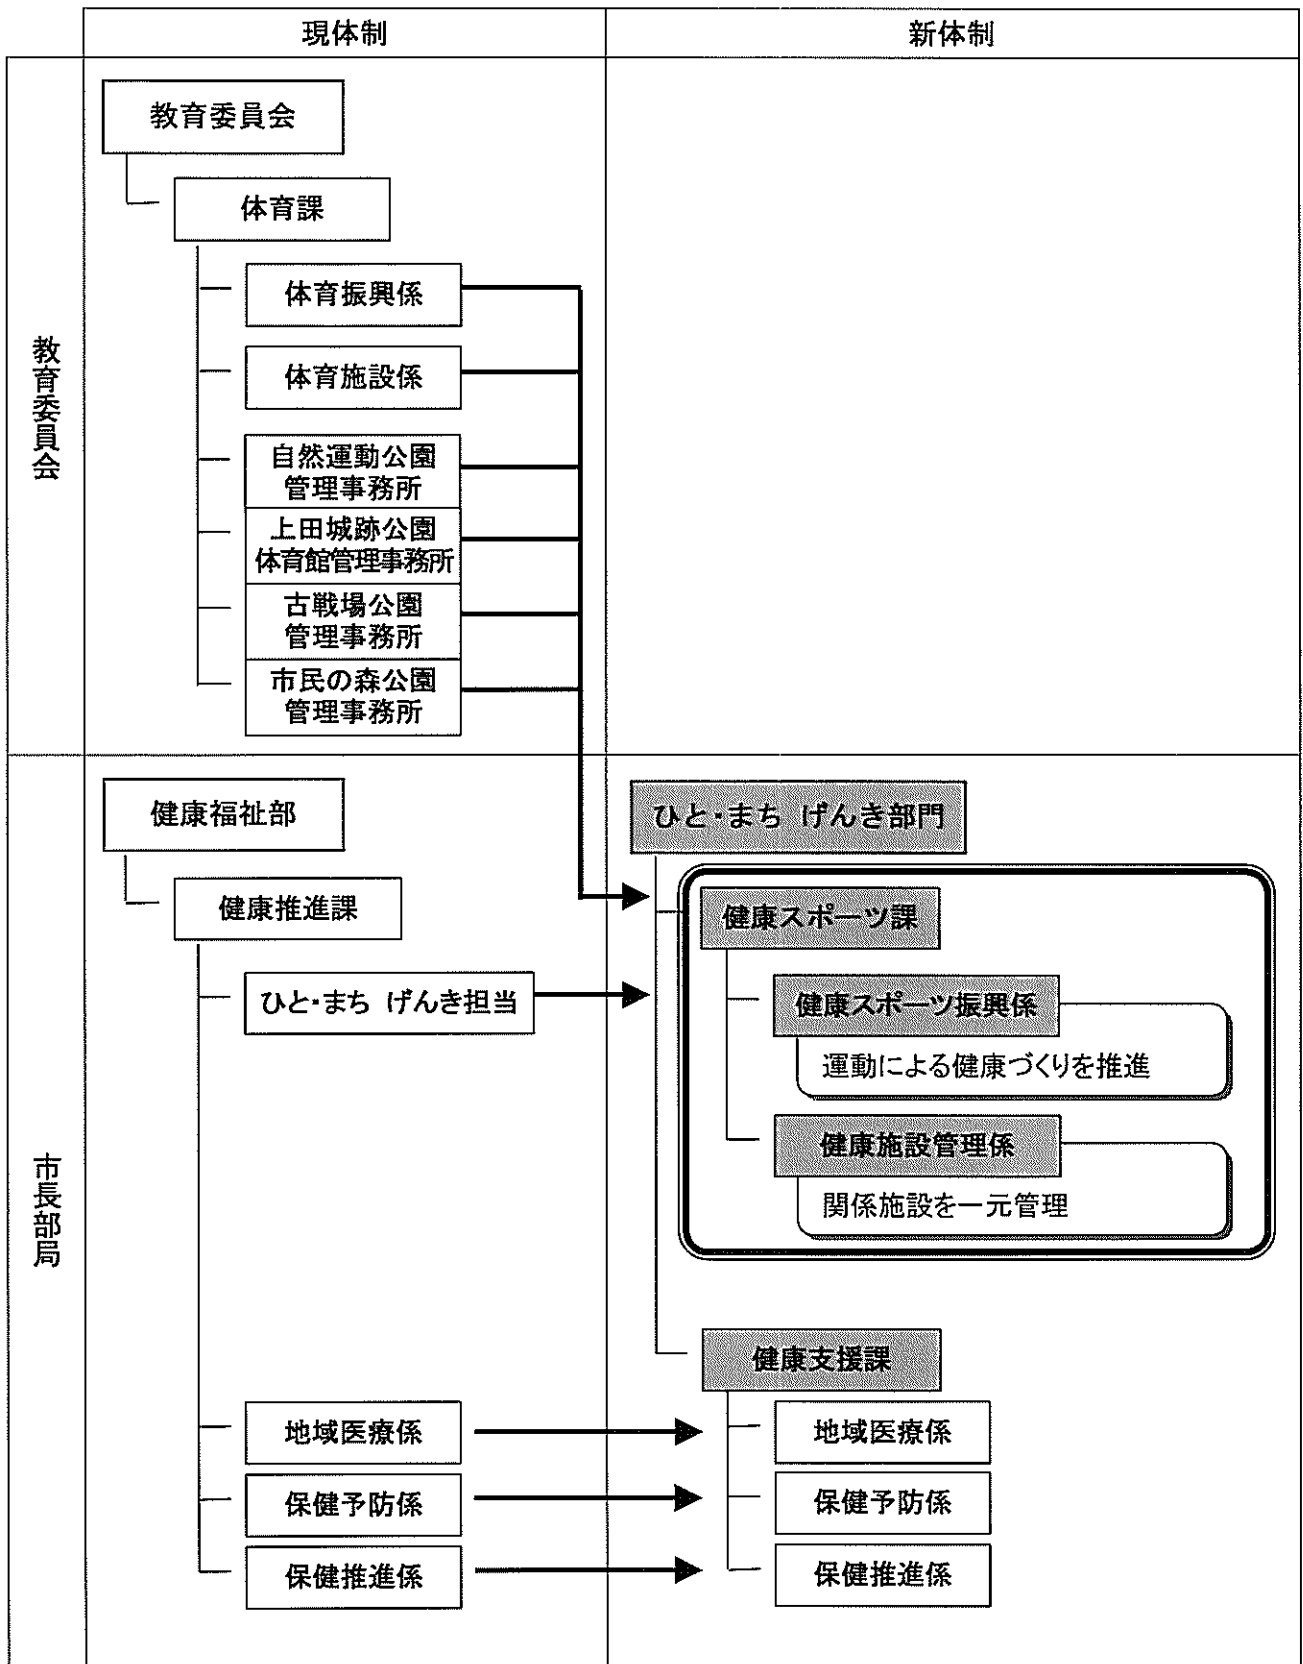 現体制
新体制
教育委員会
教育委員会
体育課
体育振興係
体育施設係
自然運動公園
管理事務所
上田城跡公園
体育館管理事務所
古戦場公園
管理事務所
市民の森公園
管理事務所
市長部局
健康福祉部
健康推進課
ひと・まち げんき担当
地域医療係
保健予防係
保健推進係
ひと・まち げんき部門
健康スポーツ課
健康スポーツ振興係
運動による健康づくりを推進
健康施設管理係
関係施設を一元管理
健康支援課
地域医療係
保健予防係
保健推進係